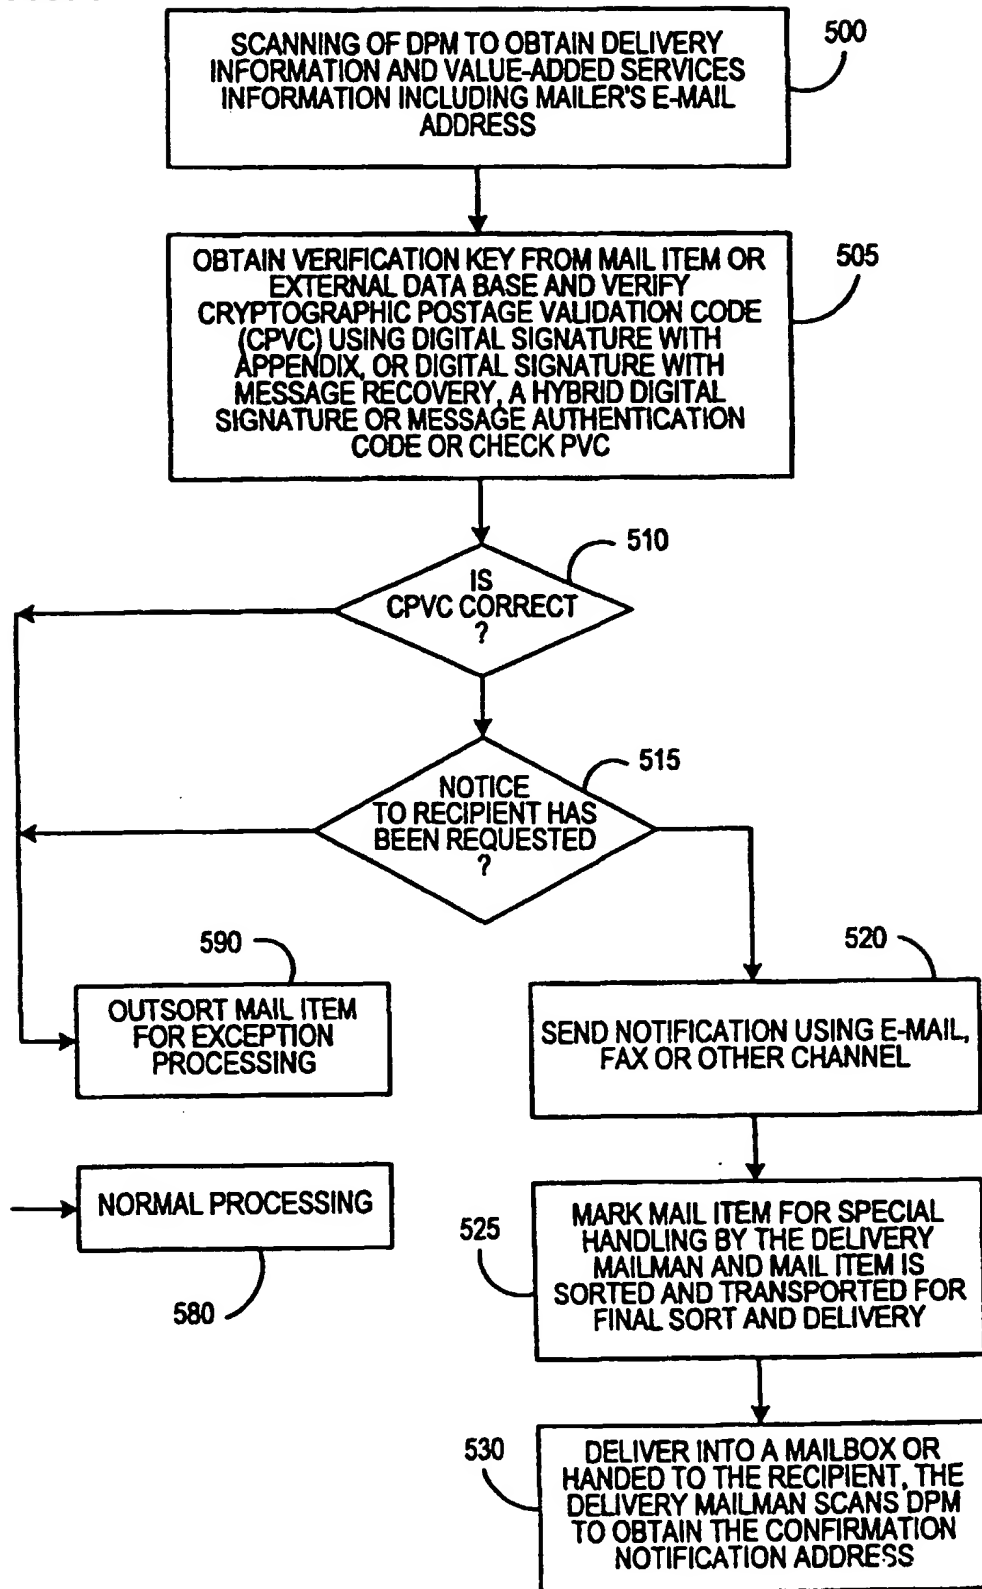 SCANNING OF DPM TO OBTAIN DELIVERY
INFORMATION AND VALUE-ADDED SERVICES
INFORMATION INCLUDING MAILER'S E-MAIL
ADDRESS
500
OBTAIN VERIFICATION KEY FROM MAIL ITEM OR
EXTERNAL DATA BASE AND VERIFY
CRYPTOGRAPHIC POSTAGE VALIDATION CODE
(CPVC) USING DIGITAL SIGNATURE WITH
APPENDIX, OR DIGITAL SIGNATURE WITH
MESSAGE RECOVERY, A HYBRID DIGITAL
SIGNATURE OR MESSAGE AUTHENTICATION
CODE OR CHECK PVC
505
IS
CPVC CORRECT
?
510
NOTICE
TO RECIPIENT HAS
BEEN REQUESTED
?
515
590
OUTSORT MAIL ITEM
FOR EXCEPTION
PROCESSING
520
SEND NOTIFICATION USING E-MAIL,
FAX OR OTHER CHANNEL
NORMAL PROCESSING
580
525
MARK MAIL ITEM FOR SPECIAL
HANDLING BY THE DELIVERY
MAILMAN AND MAIL ITEM IS
SORTED AND TRANSPORTED FOR
FINAL SORT AND DELIVERY
530
DELIVER INTO A MAILBOX OR
HANDED TO THE RECIPIENT, THE
DELIVERY MAILMAN SCANS DPM
TO OBTAIN THE CONFIRMATION
NOTIFICATION ADDRESS